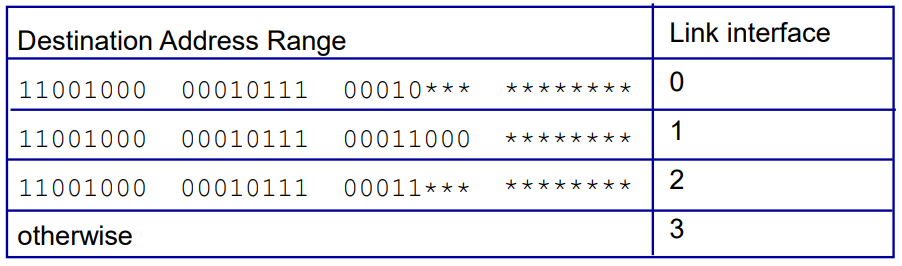 Destination Address Range Link interface
11001000 00010111 00010*** ******** 0
11001000 00010111 00011000 ******** 1
11001000 00010111 00011*** ******** 2
otherwise 3